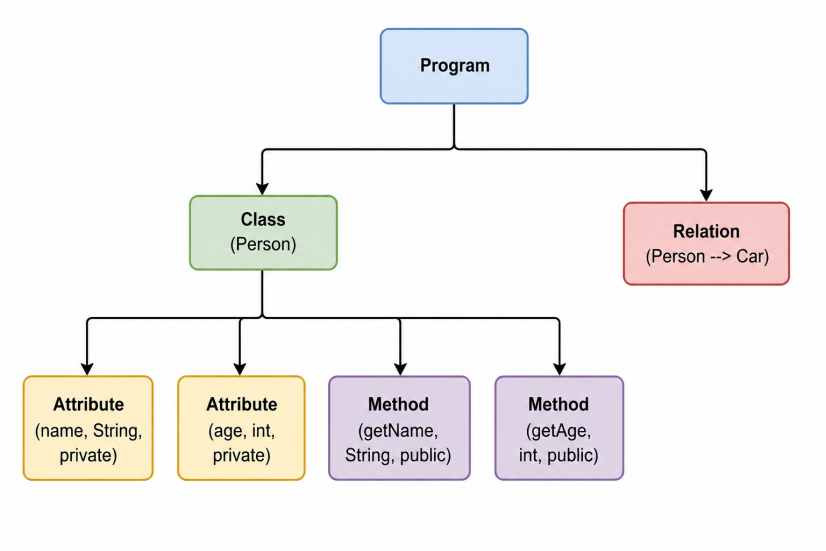 Program
Class
(Person)
Relation
(Person --> Car)
Attribute
(name, String,
private)
Attribute
(age, int,
private)
Method
(getName,
String, public)
Method
(getAge,
int, public)